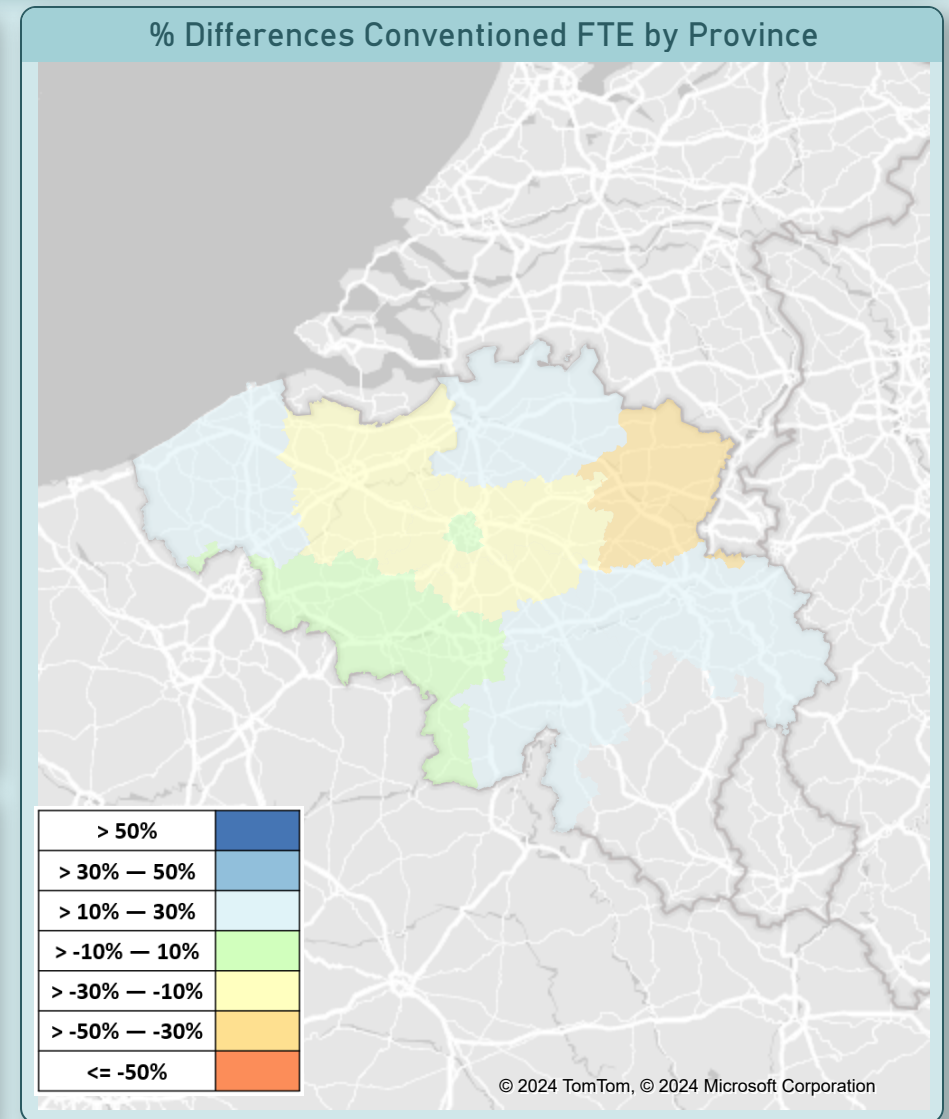 % Differences Conventioned FTE by Province
> 50%
> 30% — 50%
> 10% — 30%
> -10% — 10%
> -30% — -10%
> -50% — -30%
<= -50%
© 2024 TomTom, © 2024 Microsoft Corporation